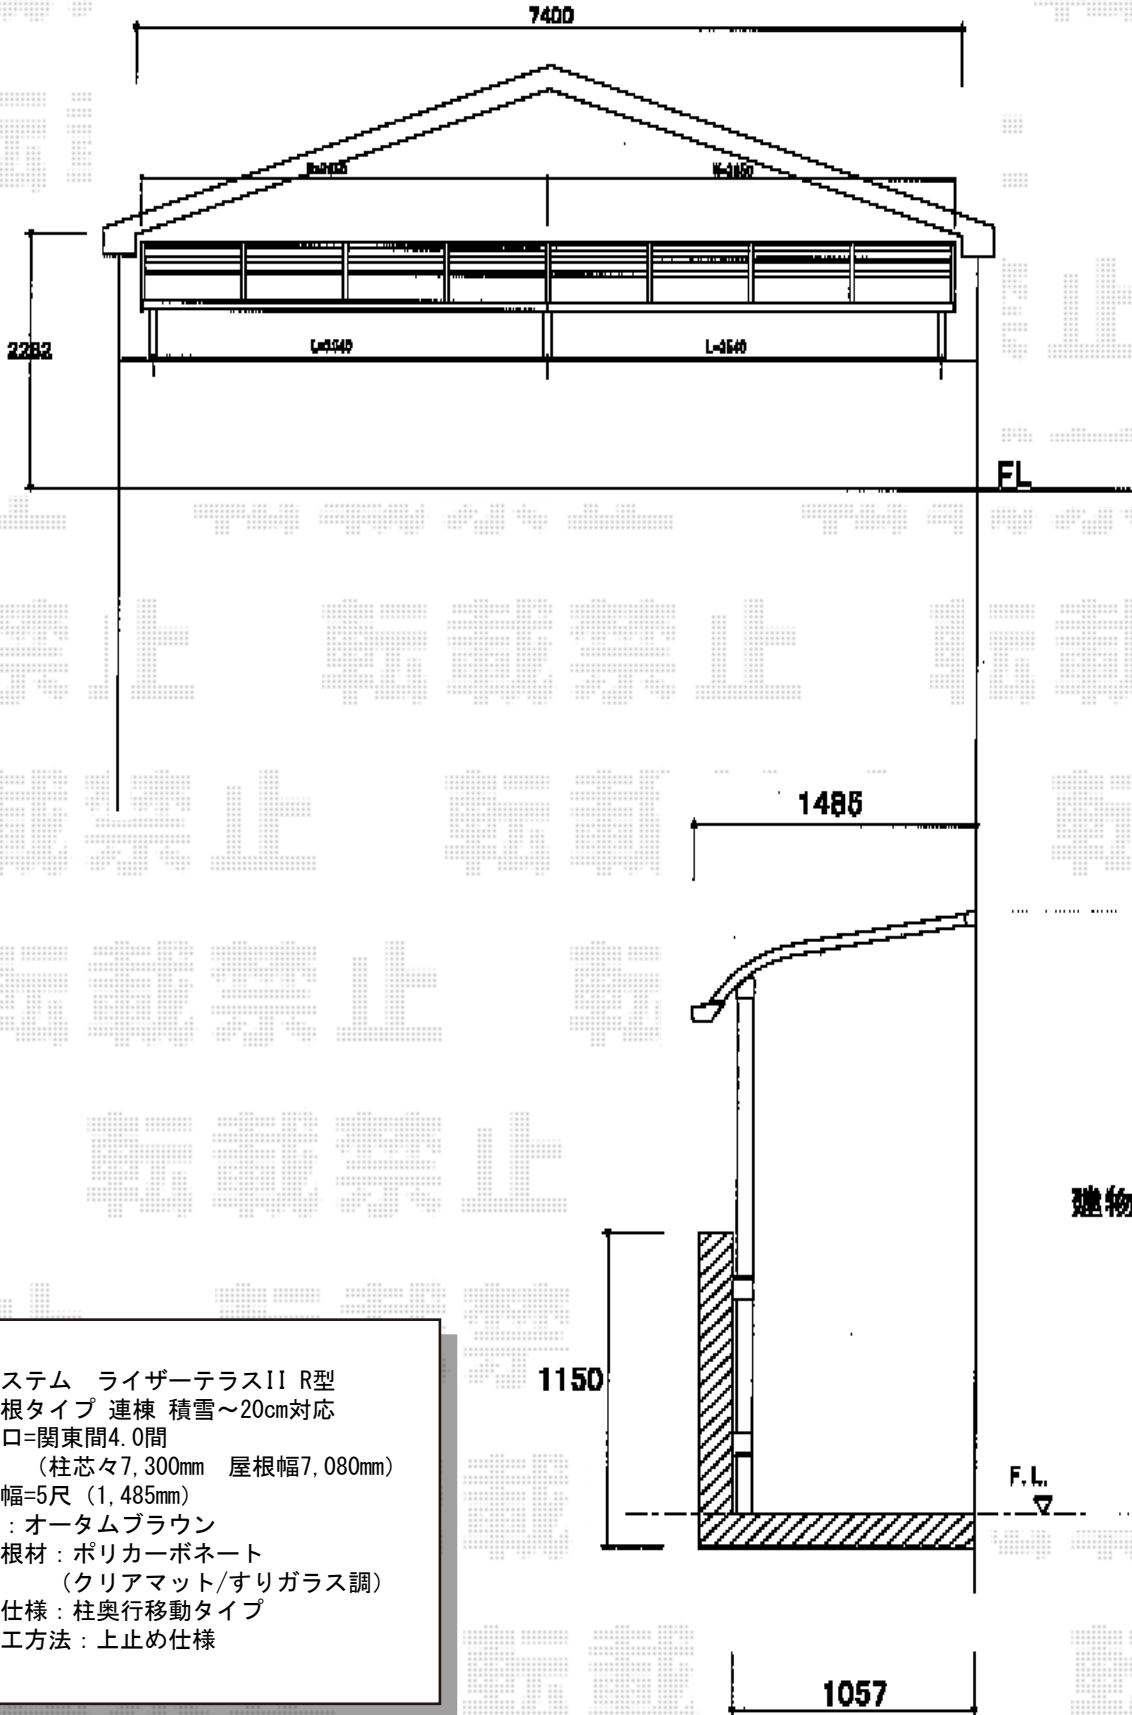 7400
W=3650
2282
L=3540
L=3540
FL
転載禁止
1485
建物
1150
F.L.
ステム ライザーテラスII R型
根タイプ 連棟 積雪～20cm対応
口=関東間4.0間
（柱芯々7,300mm 屋根幅7,080mm）
幅=5尺（1,485mm）
：オータムブラウン
根材：ポリカーボネート
（クリアマット/すりガラス調）
仕様：柱奥行移動タイプ
工方法：上止め仕様
1057